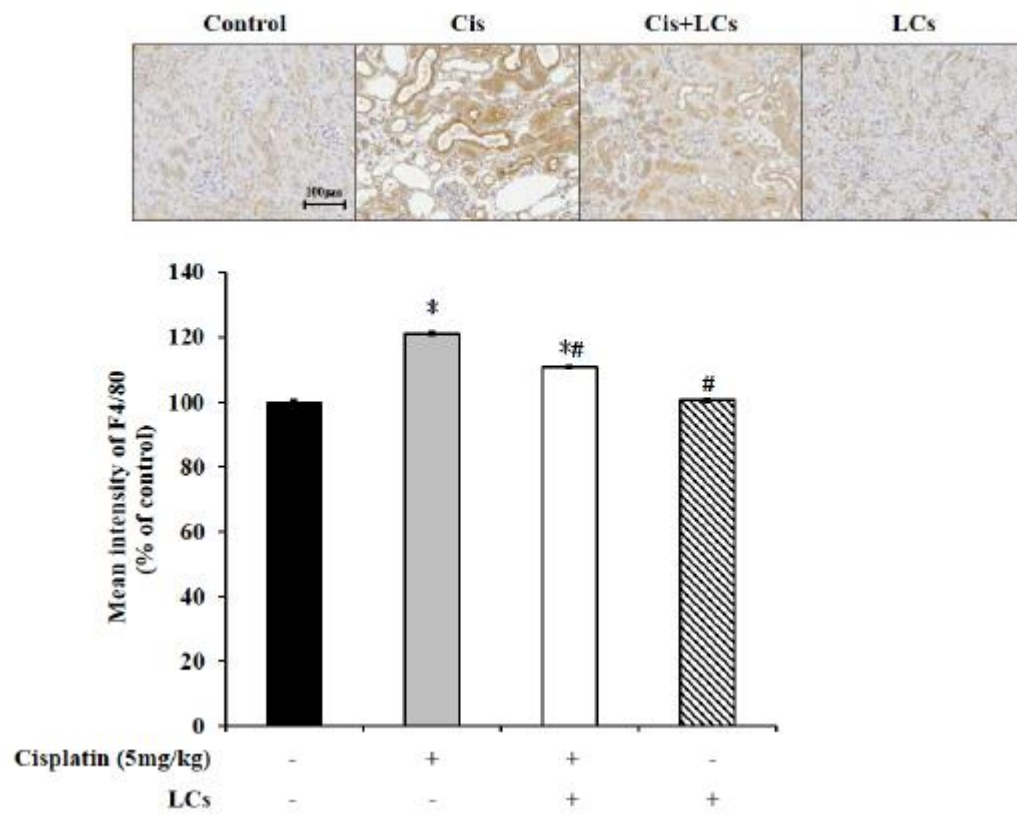 Control Cis Cis+LCs LCs
100μm
140
120
100
80
60
40
20
0
Mean intensity of F4/80
(% of control)
*
*#
#
Cisplatin (5mg/kg) - + + -
LCs - - + +